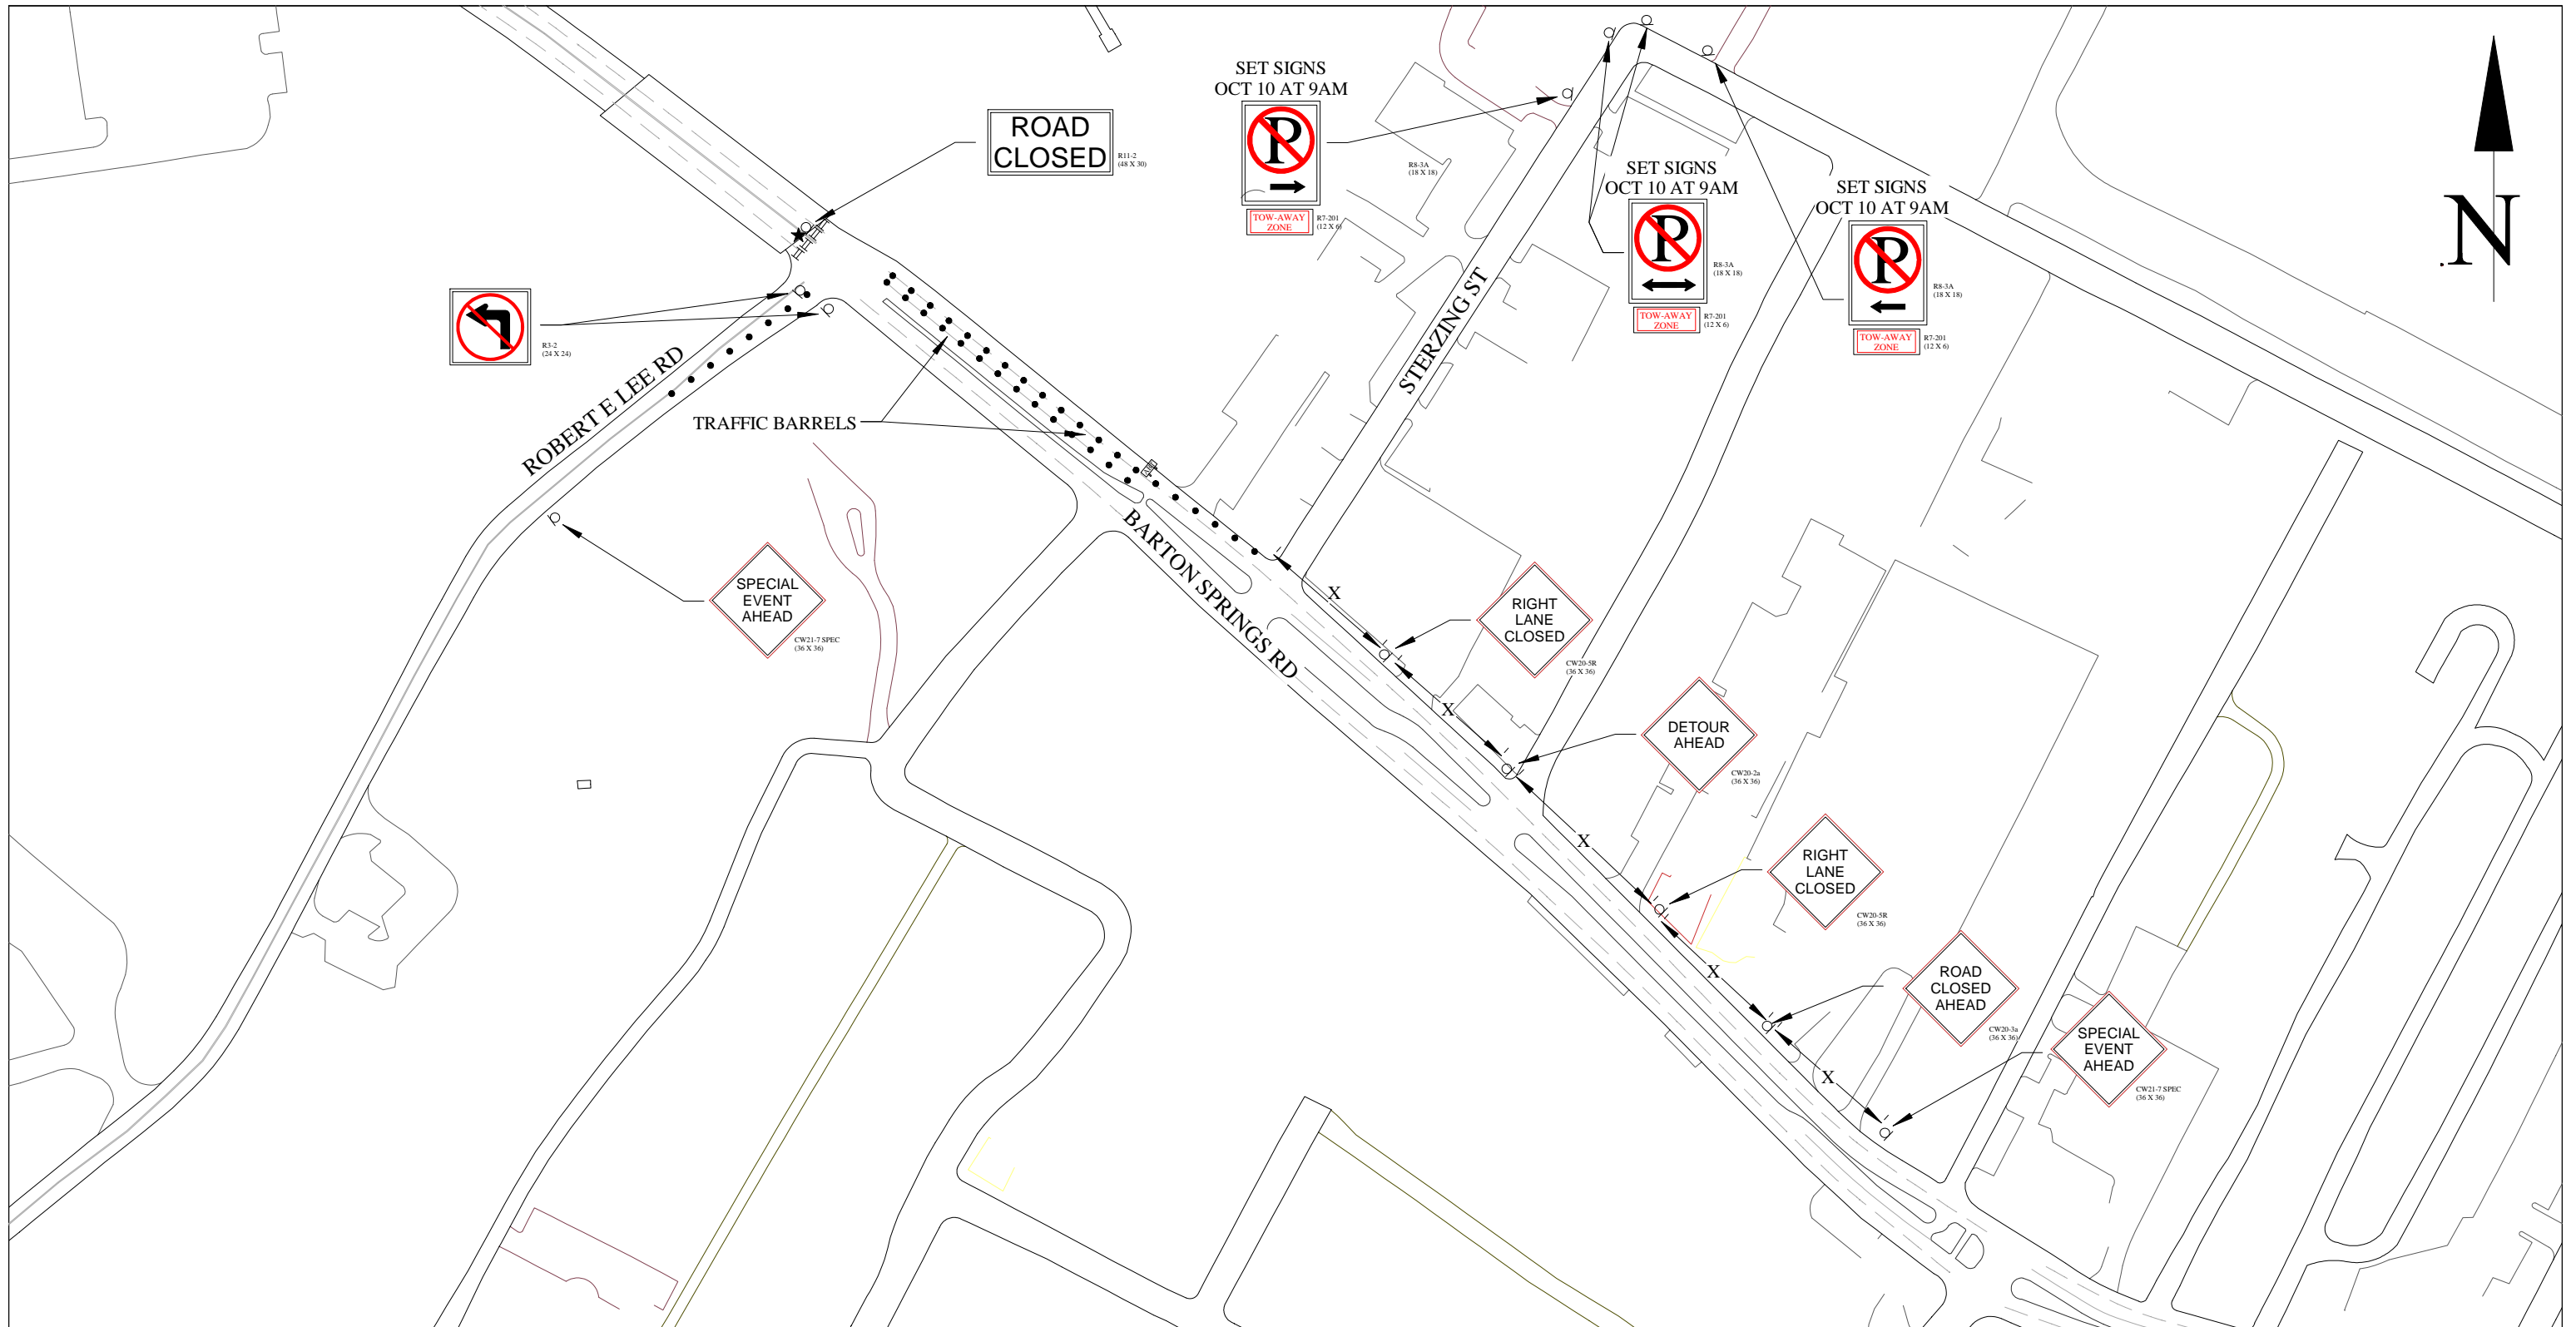 SET SIGNS
OCT 10 AT 9AM
P
R8-3A
(18 X 18)
TOW-AWAY
ZONE
R7-201
(12 X 6)
ROAD
CLOSED
R11-2
(48 X 30)
SET SIGNS
OCT 10 AT 9AM
P
R8-3A
(18 X 18)
TOW-AWAY
ZONE
R7-201
(12 X 6)
SET SIGNS
OCT 10 AT 9AM
P
R8-3A
(18 X 18)
TOW-AWAY
ZONE
R7-201
(12 X 6)
N
R3-2
(24 X 24)
ROBERT E LEE RD
STERZING ST
TRAFFIC BARRELS
BARTON SPRINGS RD
SPECIAL
EVENT
AHEAD
CW21-7 SPEC
(36 X 36)
X
RIGHT
LANE
CLOSED
CW20-5R
(36 X 36)
X
DETOUR
AHEAD
CW20-2a
(36 X 36)
X
RIGHT
LANE
CLOSED
CW20-5R
(36 X 36)
X
ROAD
CLOSED
AHEAD
CW20-3a
(36 X 36)
X
SPECIAL
EVENT
AHEAD
CW21-7 SPEC
(36 X 36)